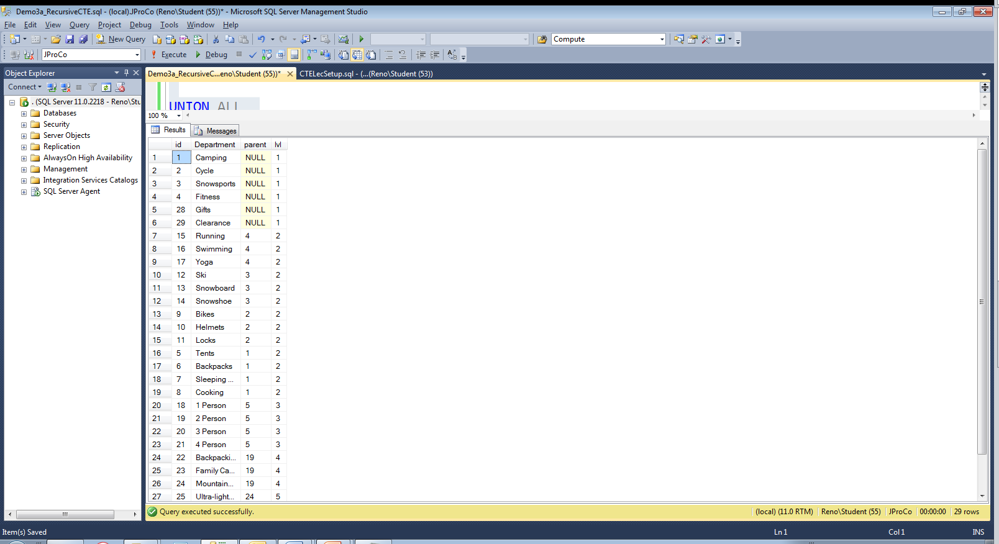 Demo3a_RecursiveCTE.sql - (local).JProCo (Reno\Student (55))* - Microsoft SQL Server Management Studio
File Edit View Query Project Debug Tools Window Help
New Query Compute
JProCo Execute Debug
Object Explorer
Connect
. (SQL Server 11.0.2218 - Reno\Stu
Databases
Security
Server Objects
Replication
AlwaysOn High Availability
Management
Integration Services Catalogs
SQL Server Agent
Demo3a_RecursiveC...eno\Student (55))* CTELecSetup.sql - (...(Reno\Student (53))
UNION ALL
100 %
Results Messages
id Department parent lvl
1 1 Camping NULL 1
2 2 Cycle NULL 1
3 3 Snowsports NULL 1
4 4 Fitness NULL 1
5 28 Gifts NULL 1
6 29 Clearance NULL 1
7 15 Running 4 2
8 16 Swimming 4 2
9 17 Yoga 4 2
10 12 Ski 3 2
11 13 Snowboard 3 2
12 14 Snowshoe 3 2
13 9 Bikes 2 2
14 10 Helmets 2 2
15 11 Locks 2 2
16 5 Tents 1 2
17 6 Backpacks 1 2
18 7 Sleeping ... 1 2
19 8 Cooking 1 2
20 18 1 Person 5 3
21 19 2 Person 5 3
22 20 3 Person 5 3
23 21 4 Person 5 3
24 22 Backpacki... 19 4
25 23 Family Ca... 19 4
26 24 Mountain... 19 4
27 25 Ultra-light... 24 5
Query executed successfully. (local) (11.0 RTM) Reno\Student (55) JProCo 00:00:00 29 rows
Item(s) Saved Ln 1 Col 1 INS